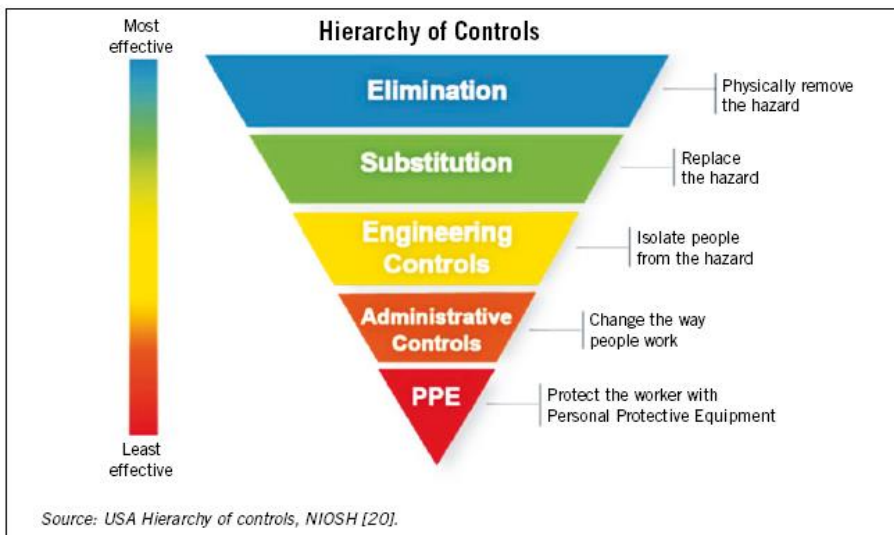 Hierarchy of Controls
Most
effective
Elimination
Physically remove
the hazard
Substitution
Replace
the hazard
Engineering
Controls
Isolate people
from the hazard
Administrative
Controls
Change the way
people work
PPE
Protect the worker with
Personal Protective Equipment
Least
effective
Source: USA Hierarchy of controls, NIOSH [20].